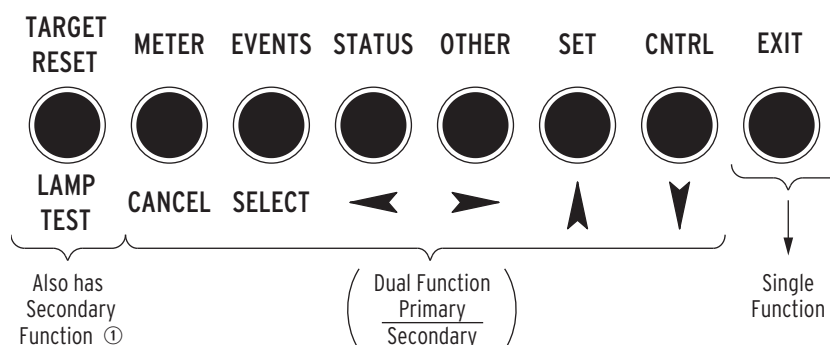 TARGET
RESET
METER EVENTS STATUS OTHER SET CNTRL EXIT
LAMP
TEST
CANCEL SELECT
Also has
Secondary
Function ①
Dual Function
Primary
Secondary
Single
Function